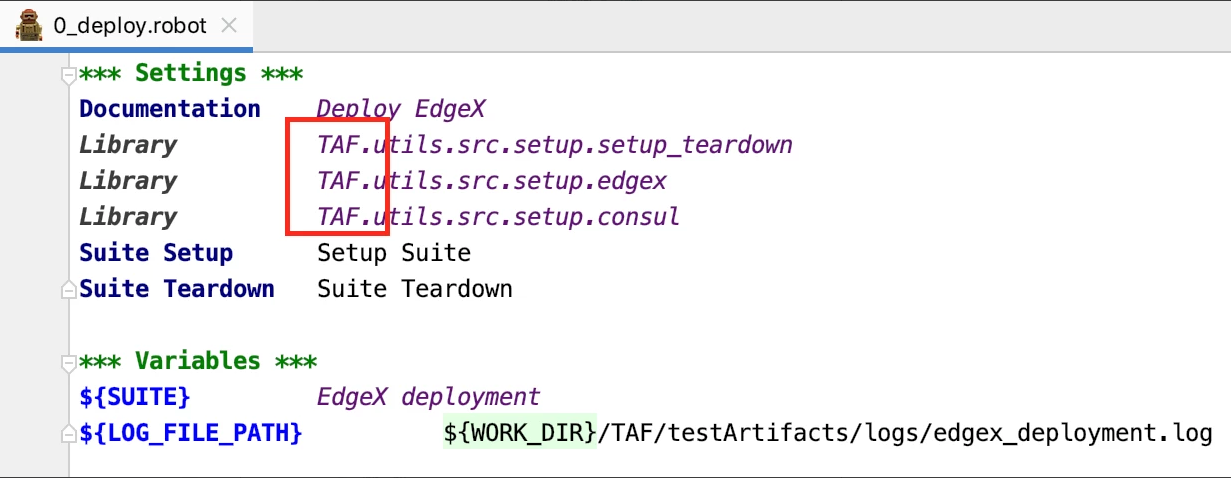 0_deploy.robot
*** Settings ***
Documentation Deploy EdgeX
Library TAF.utils.src.setup.setup_teardown
Library TAF.utils.src.setup.edgex
Library TAF.utils.src.setup.consul
Suite Setup Setup Suite
Suite Teardown Suite Teardown
*** Variables ***
${SUITE} EdgeX deployment
${LOG_FILE_PATH} ${WORK_DIR}/TAF/testArtifacts/logs/edgex_deployment.log